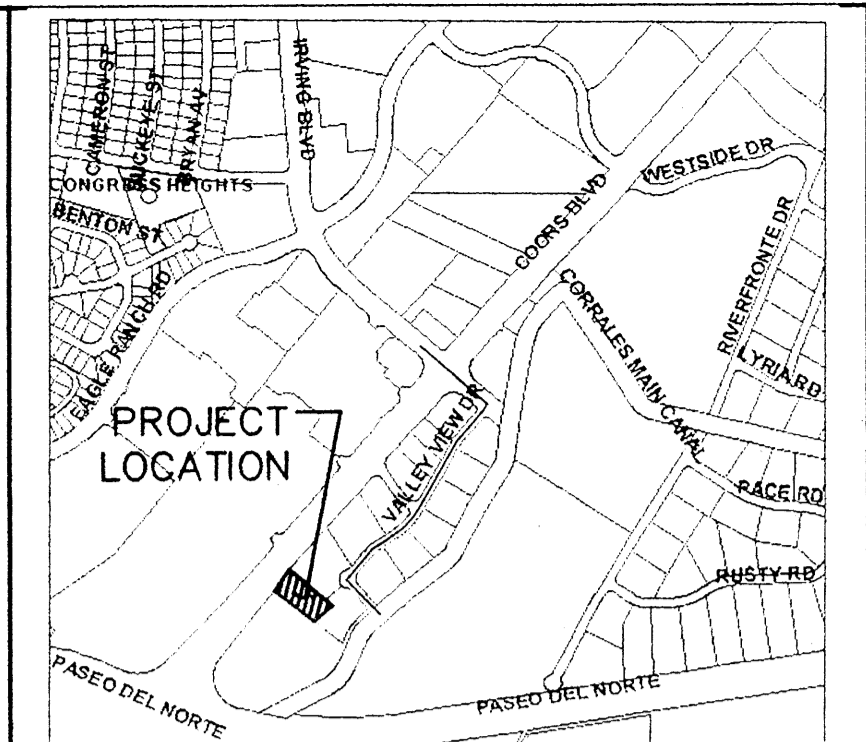 CAMERON ST
BUCKEYE ST
BRYAN AV
IRVING BLVD
CONGRESS HEIGHTS
BENTON ST
EAGLE RANCH RD
COORS BLVD
WESTSIDE DR
CORRALES MAIN CANAL
RIVERFRONTE DR
LYRIA RD
PROJECT
LOCATION
VALLEY VIEW DR
PACE RD
RUSTY RD
PASEO DEL NORTE
PASEO DEL NORTE